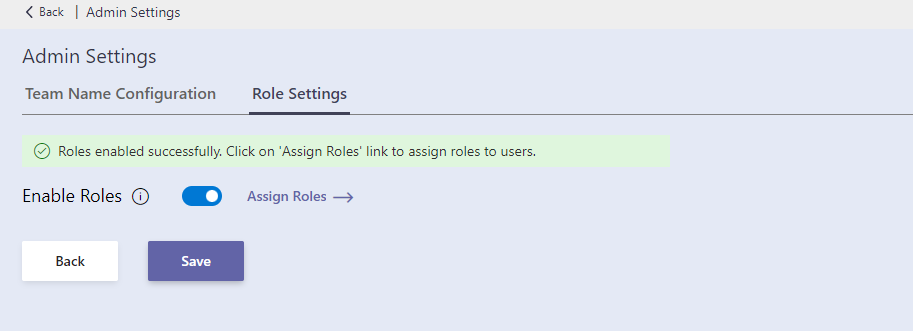 Back | Admin Settings
Admin Settings
Team Name Configuration Role Settings
Roles enabled successfully. Click on 'Assign Roles' link to assign roles to users.
Enable Roles Assign Roles
Back Save